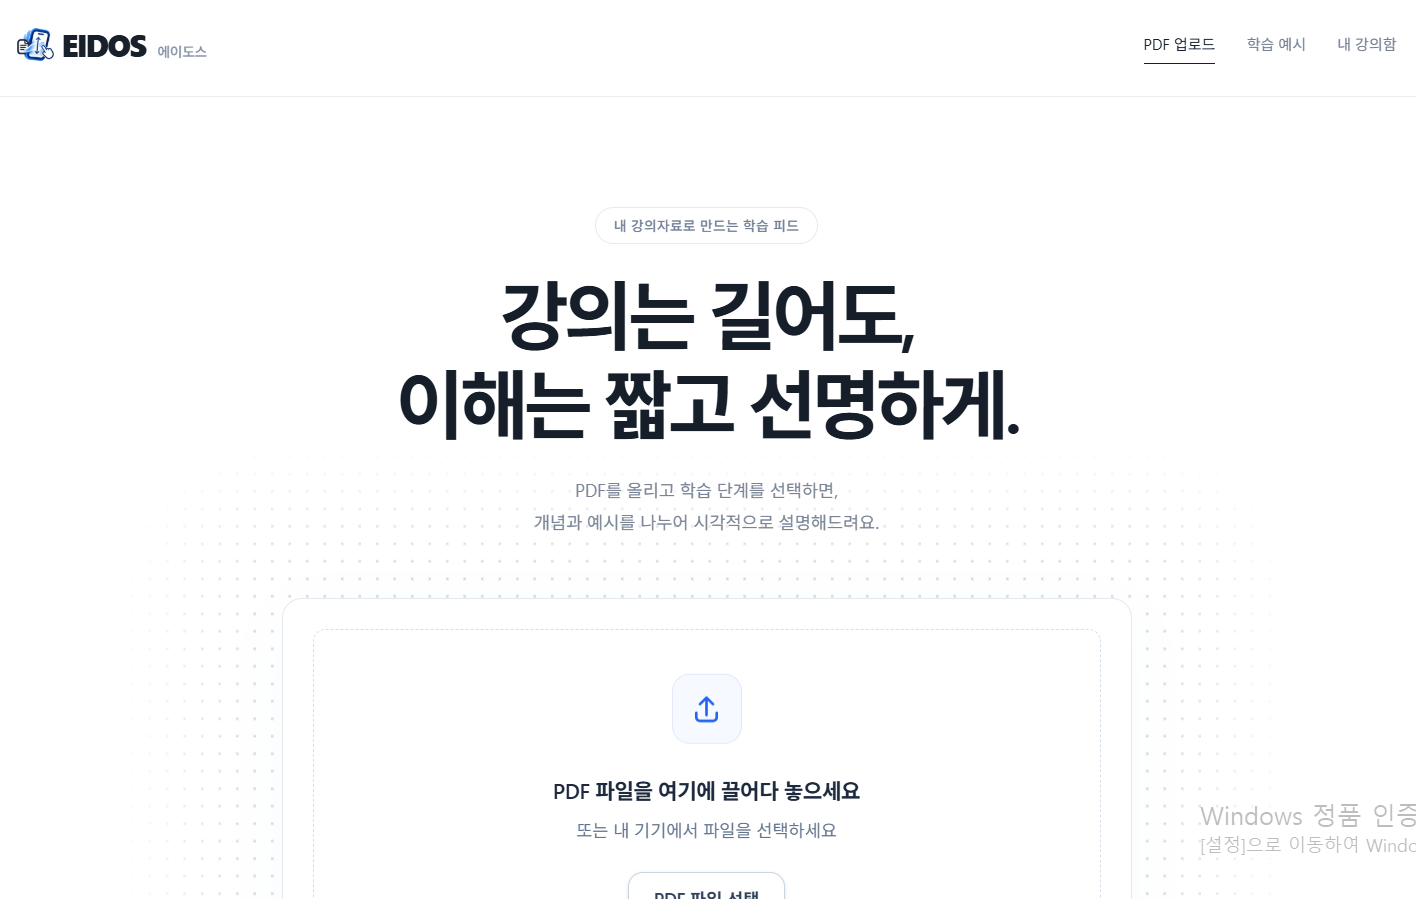 EIDOS 에이도스
PDF 업로드
학습 예시
내 강의함
내 강의자료로 만드는 학습 피드
강의는 길어도,
이해는 짧고 선명하게.
PDF를 올리고 학습 단계를 선택하면,
개념과 예시를 나누어 시각적으로 설명해드려요.
PDF 파일을 여기에 끌어다 놓으세요
또는 내 기기에서 파일을 선택하세요
PDF 파일 선택
Windows 정품 인증
[설정]으로 이동하여 Windo